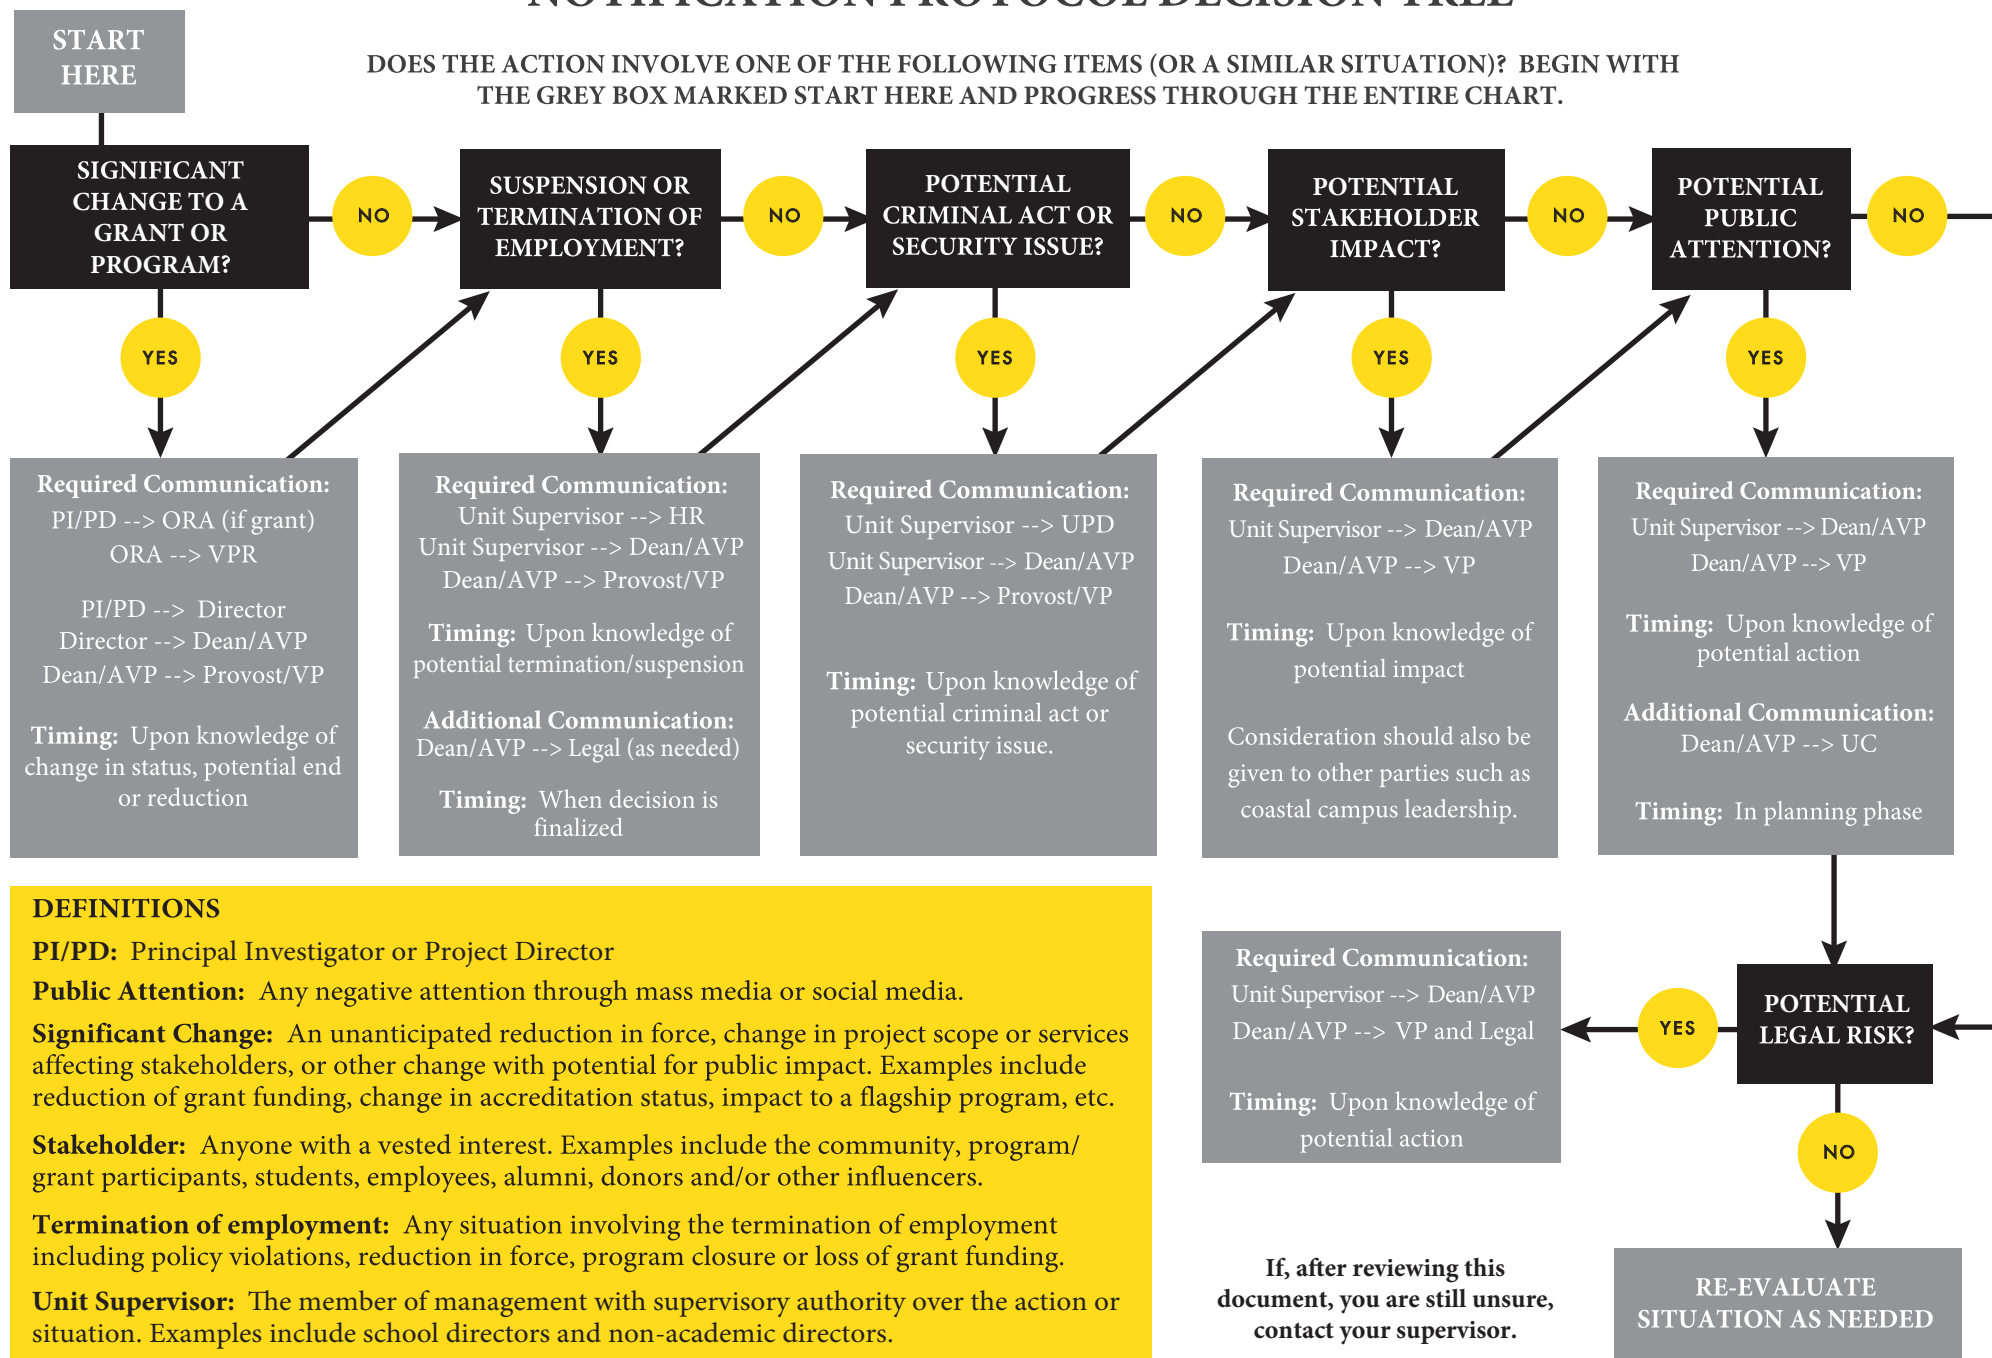 NOTIFICATION PROTOCOL DECISION TREE
START
HERE
DOES THE ACTION INVOLVE ONE OF THE FOLLOWING ITEMS (OR A SIMILAR SITUATION)?  BEGIN WITH
THE GREY BOX MARKED START HERE AND PROGRESS THROUGH THE ENTIRE CHART.
SIGNIFICANT
CHANGE TO A
GRANT OR
PROGRAM?
NO
SUSPENSION OR
TERMINATION OF
EMPLOYMENT?
NO
POTENTIAL
CRIMINAL ACT OR
SECURITY ISSUE?
NO
POTENTIAL
STAKEHOLDER
IMPACT?
NO
POTENTIAL
PUBLIC
ATTENTION?
NO
YES
YES
YES
YES
YES
Required Communication:
PI/PD --> ORA (if grant)
ORA --> VPR
PI/PD -->  Director
Director --> Dean/AVP
Dean/AVP --> Provost/VP
Timing:  Upon knowledge of
change in status, potential end
or reduction
Required Communication:
Unit Supervisor --> HR
Unit Supervisor --> Dean/AVP
Dean/AVP --> Provost/VP
Timing:  Upon knowledge of
potential termination/suspension
Additional Communication:
Dean/AVP --> Legal (as needed)
Timing:  When decision is
finalized
Required Communication:
Unit Supervisor --> UPD
Unit Supervisor --> Dean/AVP
Dean/AVP --> Provost/VP
Timing:  Upon knowledge of
potential criminal act or
security issue.
Required Communication:
Unit Supervisor --> Dean/AVP
Dean/AVP --> VP
Timing:  Upon knowledge of
potential impact
Consideration should also be
given to other parties such as
coastal campus leadership.
Required Communication:
Unit Supervisor --> Dean/AVP
Dean/AVP --> VP
Timing:  Upon knowledge of
potential action
Additional Communication:
Dean/AVP --> UC
Timing:  In planning phase
DEFINITIONS
PI/PD:  Principal Investigator or Project Director
Public Attention:  Any negative attention through mass media or social media.
Significant Change:  An unanticipated reduction in force, change in project scope or services
affecting stakeholders, or other change with potential for public impact. Examples include
reduction of grant funding, change in accreditation status, impact to a flagship program, etc.
Stakeholder:  Anyone with a vested interest. Examples include the community, program/
grant participants, students, employees, alumni, donors and/or other influencers.
Termination of employment:  Any situation involving the termination of employment
including policy violations, reduction in force, program closure or loss of grant funding.
Unit Supervisor:  The member of management with supervisory authority over the action or
situation. Examples include school directors and non-academic directors.
Required Communication:
Unit Supervisor --> Dean/AVP
Dean/AVP --> VP and Legal
Timing:  Upon knowledge of
potential action
YES
POTENTIAL
LEGAL RISK?
NO
If, after reviewing this
document, you are still unsure,
contact your supervisor.
RE-EVALUATE
SITUATION AS NEEDED